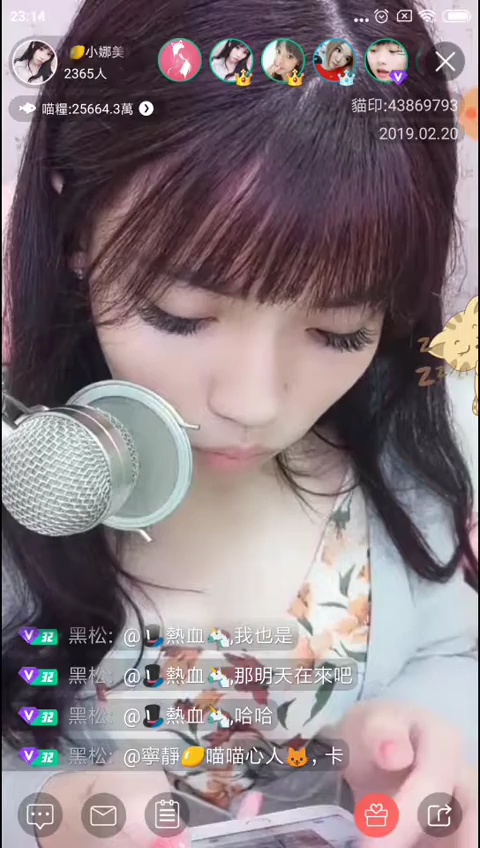 23:14
🍋小娜美
2365人
喵糧:25664.3萬
貓印:43869793
2019.02.20
z
zzz
V 32 黑松: @🎩熱血🦄,我也是
V 32 黑松: @🎩熱血🦄,那明天在來吧
V 32 黑松: @🎩熱血🦄,哈哈
V 32 黑松: @寧靜🍋喵喵心人🐱, 卡